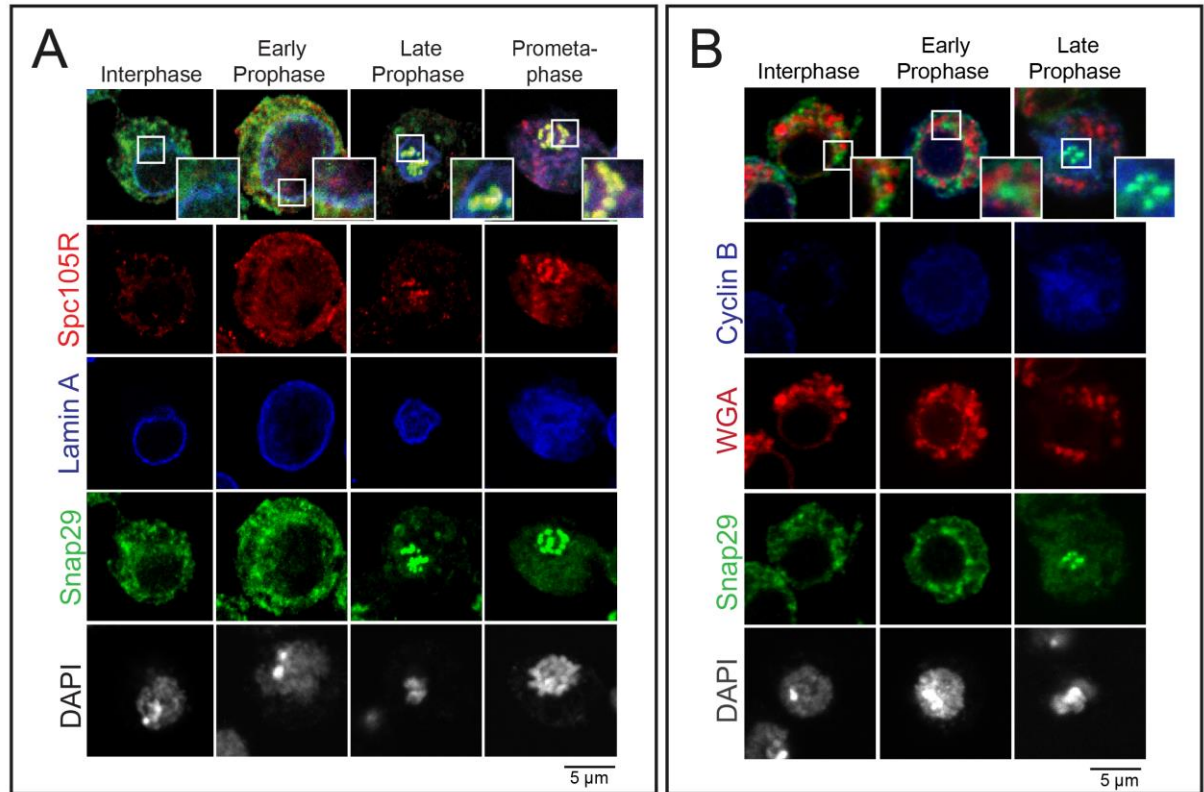 A
Interphase
Early
Prophase
Late
Prophase
Prometa-
phase
Spc105R
Lamin A
Snap29
DAPI
5 µm
B
Interphase
Early
Prophase
Late
Prophase
Cyclin B
WGA
Snap29
DAPI
5 µm